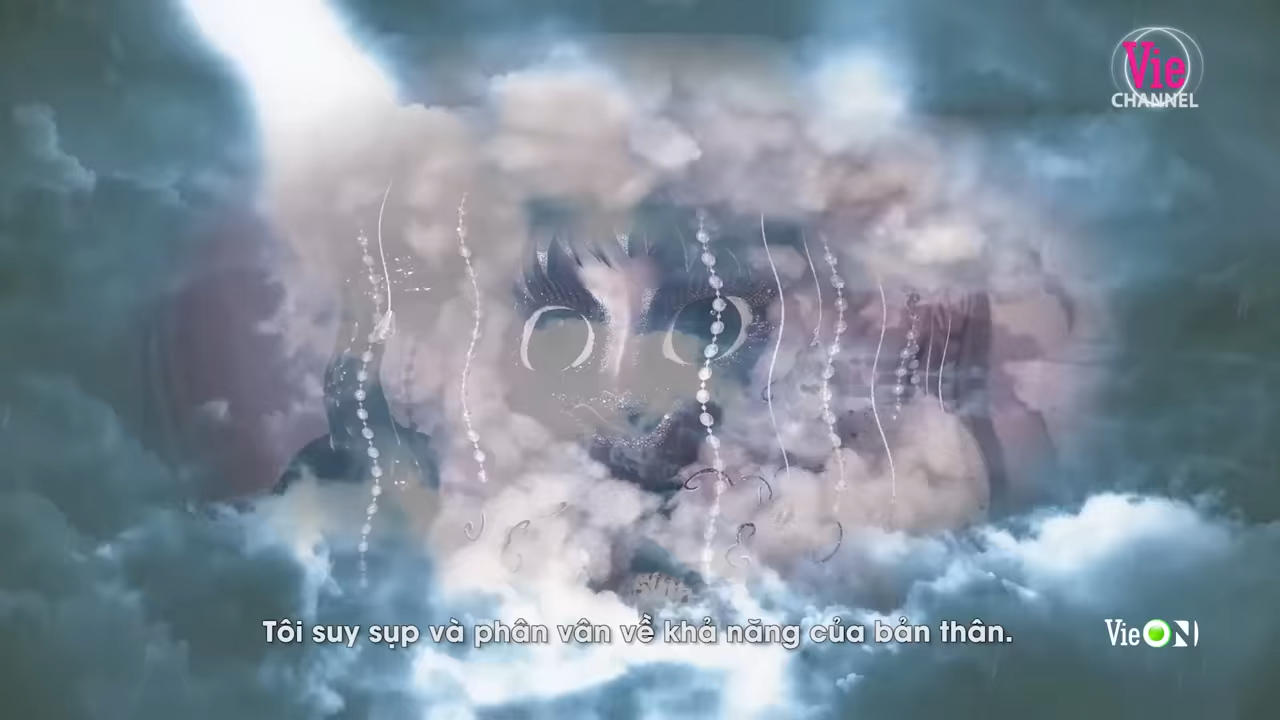 Vie
CHANNEL
Tôi suy sụp và phân vân về khả năng của bản thân.
VieON